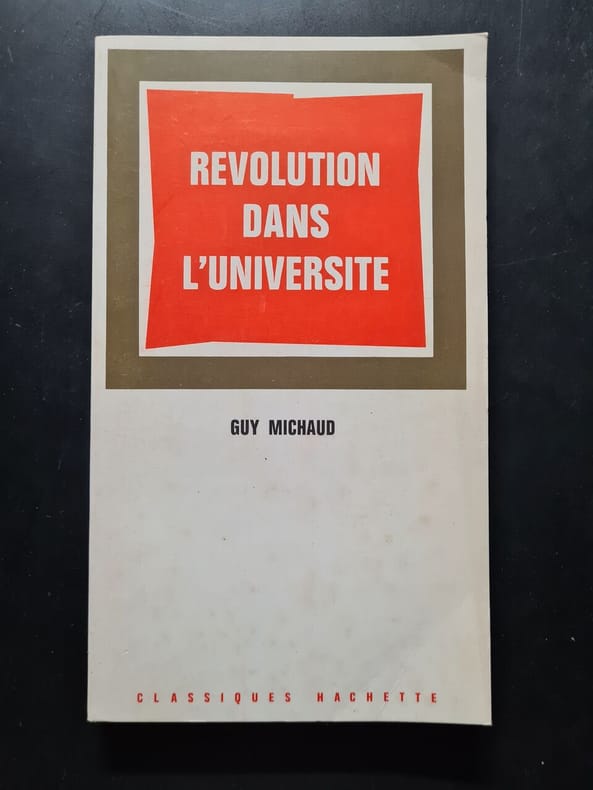 REVOLUTION
DANS
L'UNIVERSITE
GUY MICHAUD
CLASSIQUES HACHETTE